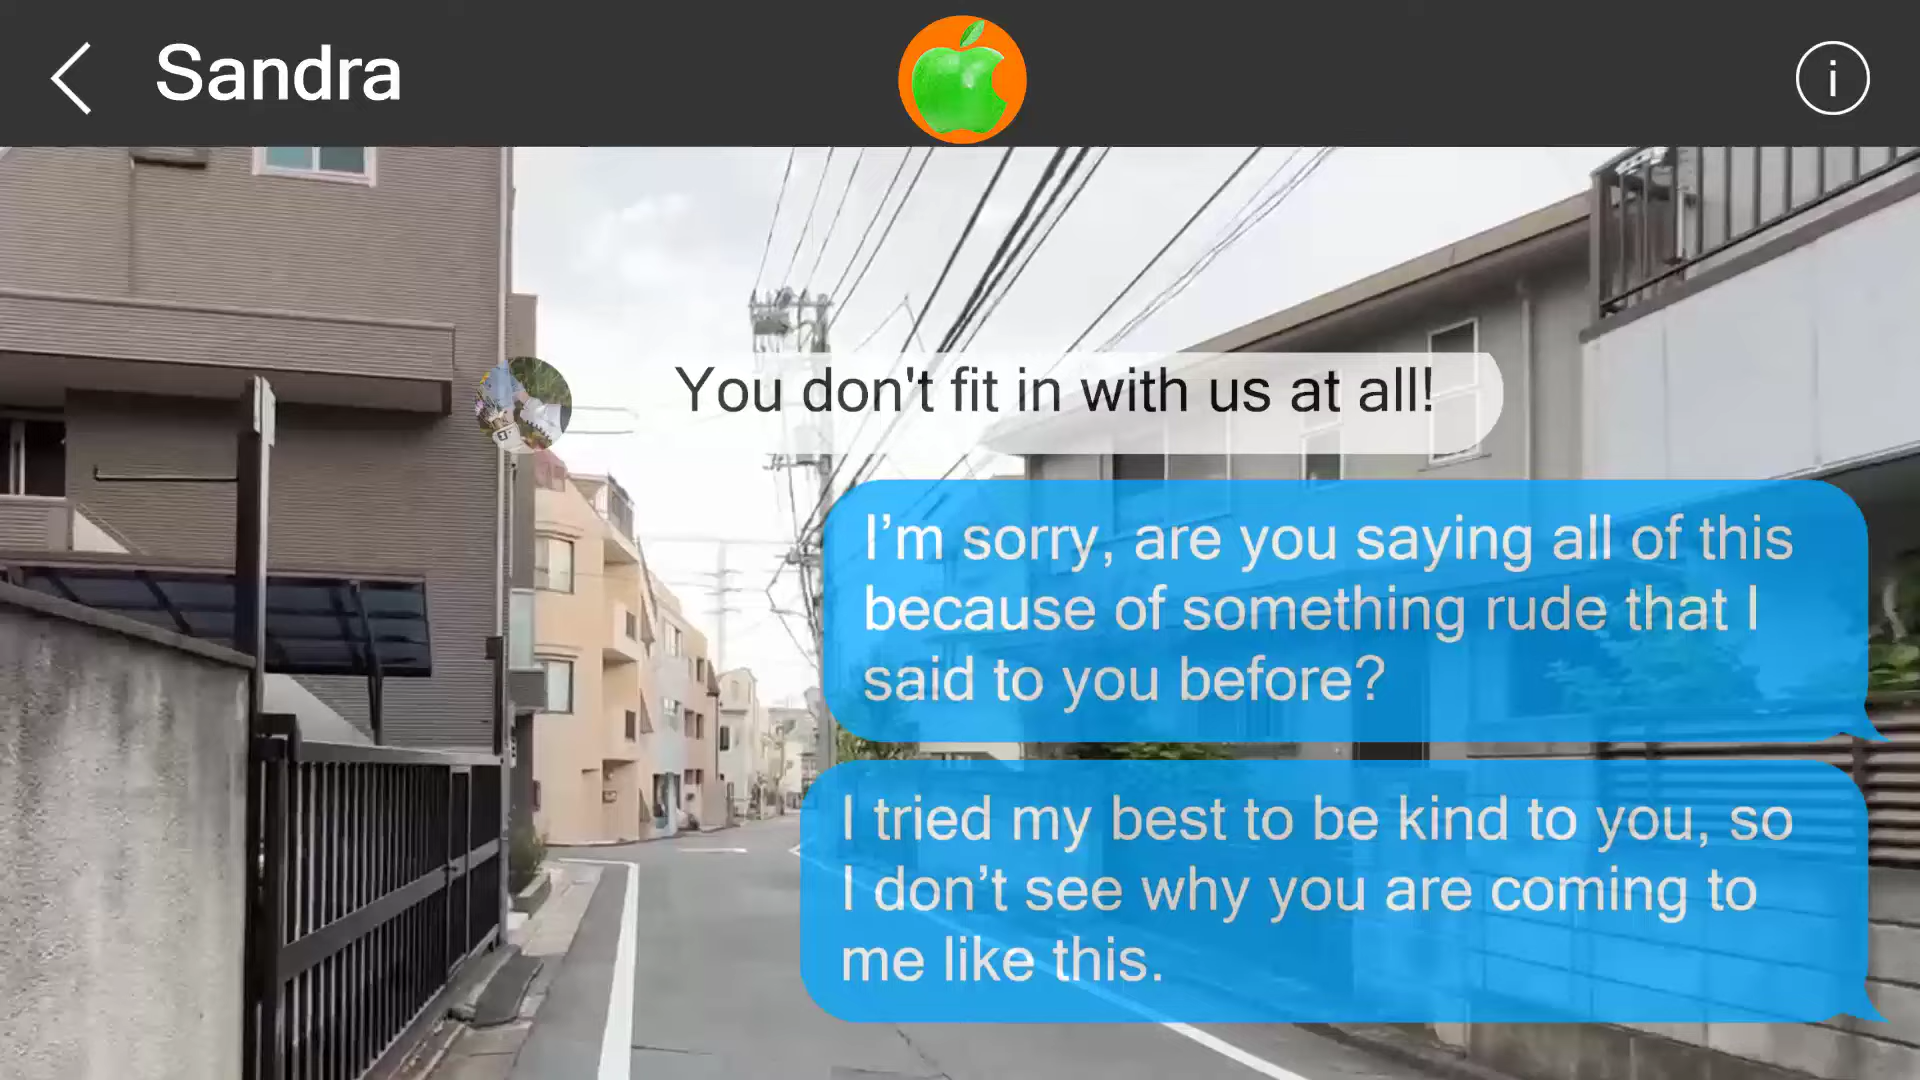 Sandra
You don't fit in with us at all!
I’m sorry, are you saying all of this
because of something rude that I
said to you before?
I tried my best to be kind to you, so
I don’t see why you are coming to
me like this.